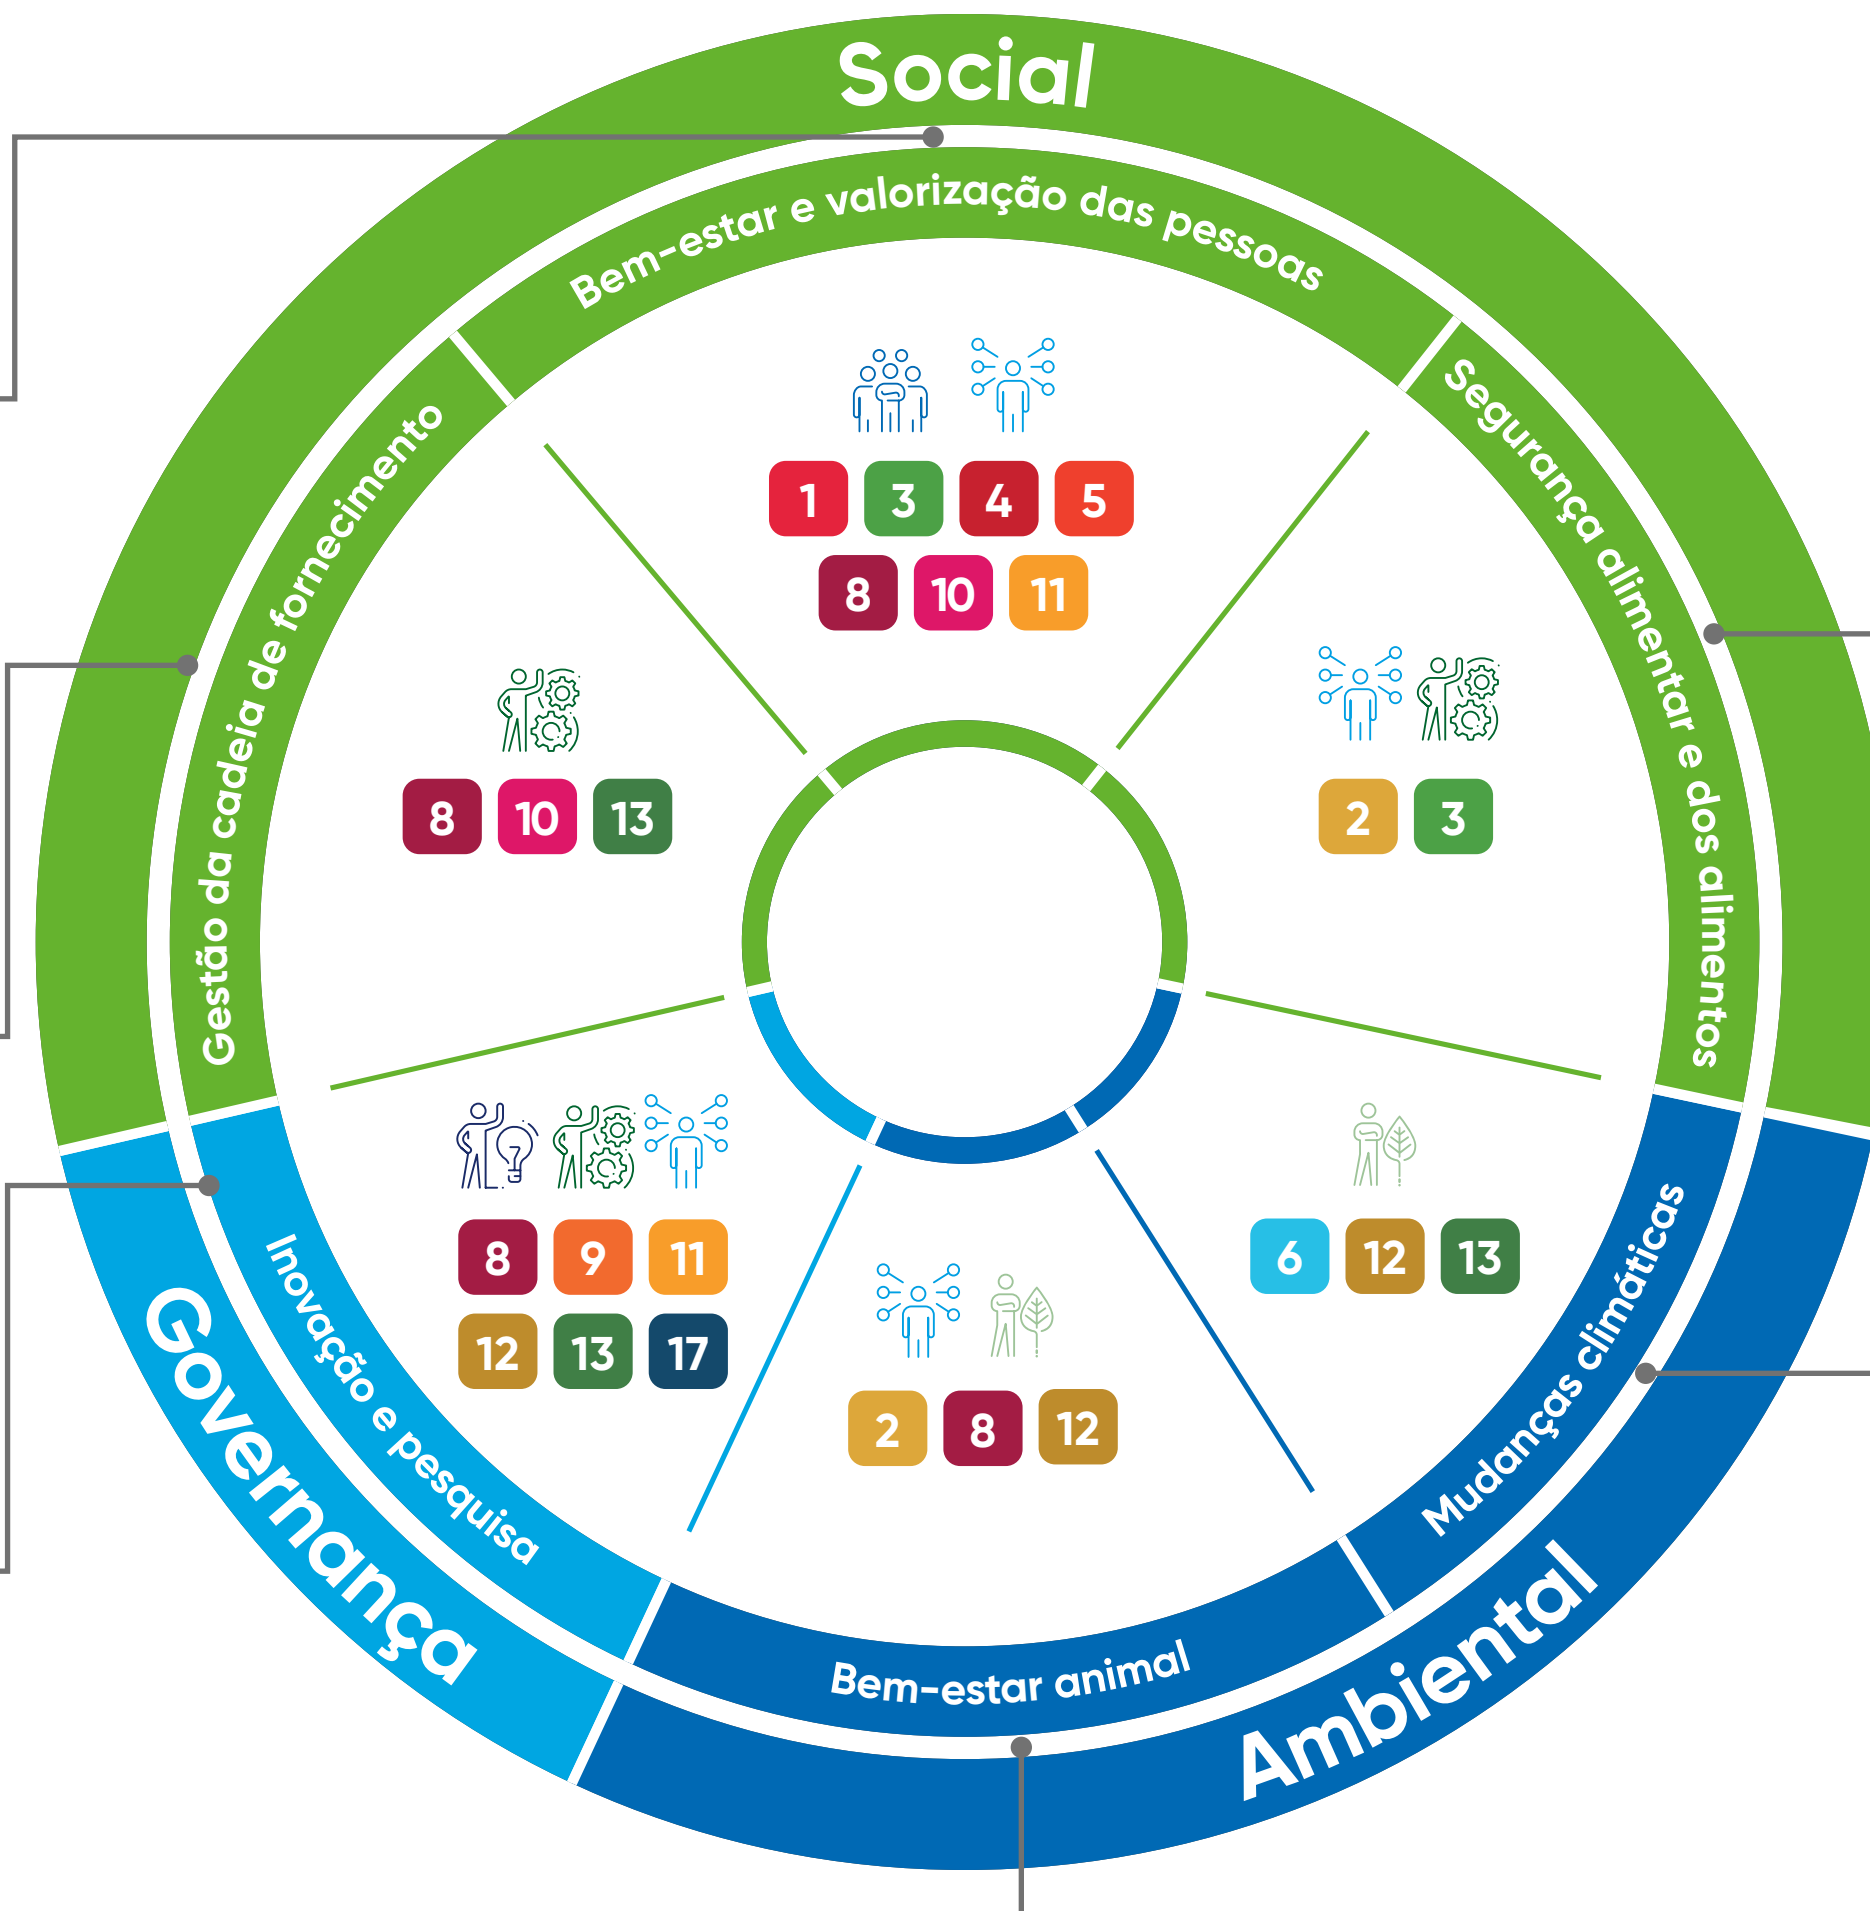 Social
Bem-estar e valorização das pessoas
1 3 4 5
8 10 11
Segurança alimentar e dos alimentos
2 3
Gestão da cadeia de fornecimento
8 10 13
Governança
Inovação e pesquisa
8 9 11
12 13 17
Ambiental
Bem-estar animal
2 8 12
Mudanças climáticas
6 12 13